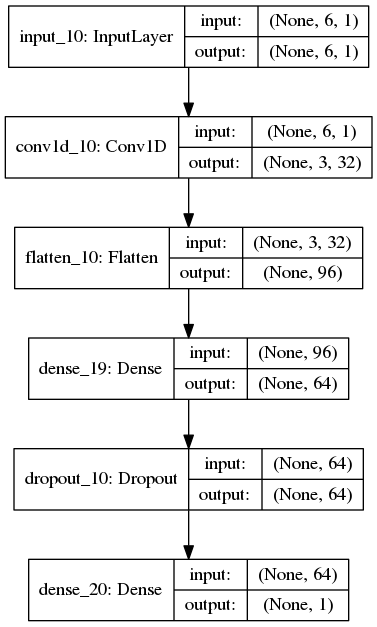 input_10: InputLayer
input:
(None, 6, 1)
output:
(None, 6, 1)
conv1d_10: Conv1D
input:
(None, 6, 1)
output:
(None, 3, 32)
flatten_10: Flatten
input:
(None, 3, 32)
output:
(None, 96)
dense_19: Dense
input:
(None, 96)
output:
(None, 64)
dropout_10: Dropout
input:
(None, 64)
output:
(None, 64)
dense_20: Dense
input:
(None, 64)
output:
(None, 1)